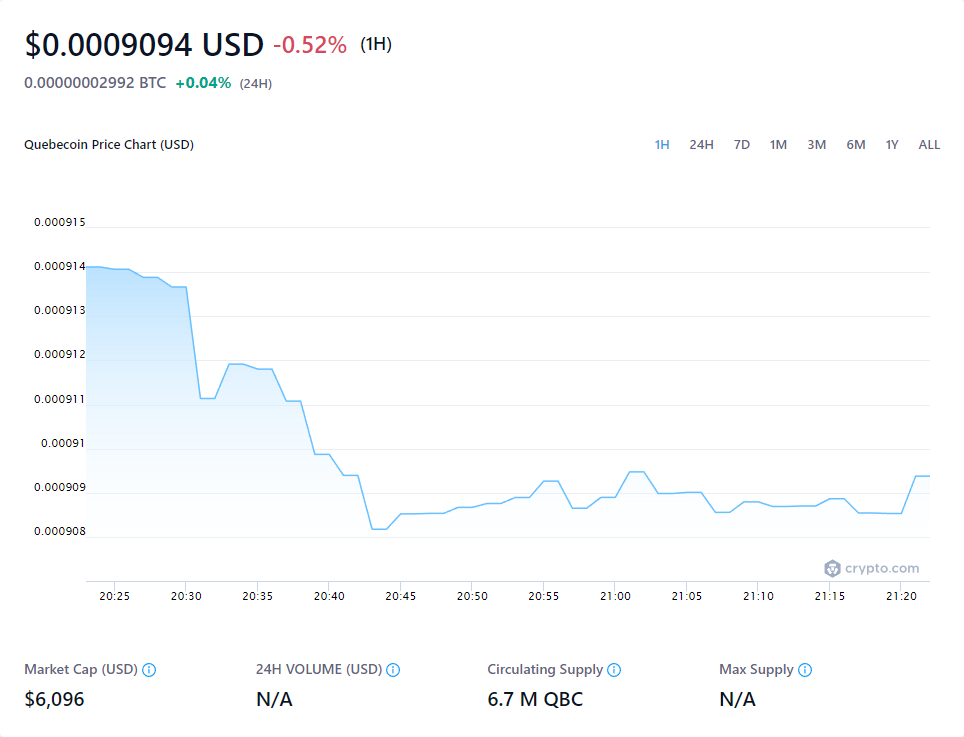 $0.0009094 USD -0.52% (1H)
0.00000002992 BTC +0.04% (24H)
Quebecoin Price Chart (USD) 1H 24H 7D 1M 3M 6M 1Y ALL
0.000915
0.000914
0.000913
0.000912
0.000911
0.00091
0.000909
0.000908
crypto.com
20:25 20:30 20:35 20:40 20:45 20:50 20:55 21:00 21:05 21:10 21:15 21:20
Market Cap (USD) 24H VOLUME (USD) Circulating Supply Max Supply
$6,096 N/A 6.7 M QBC N/A